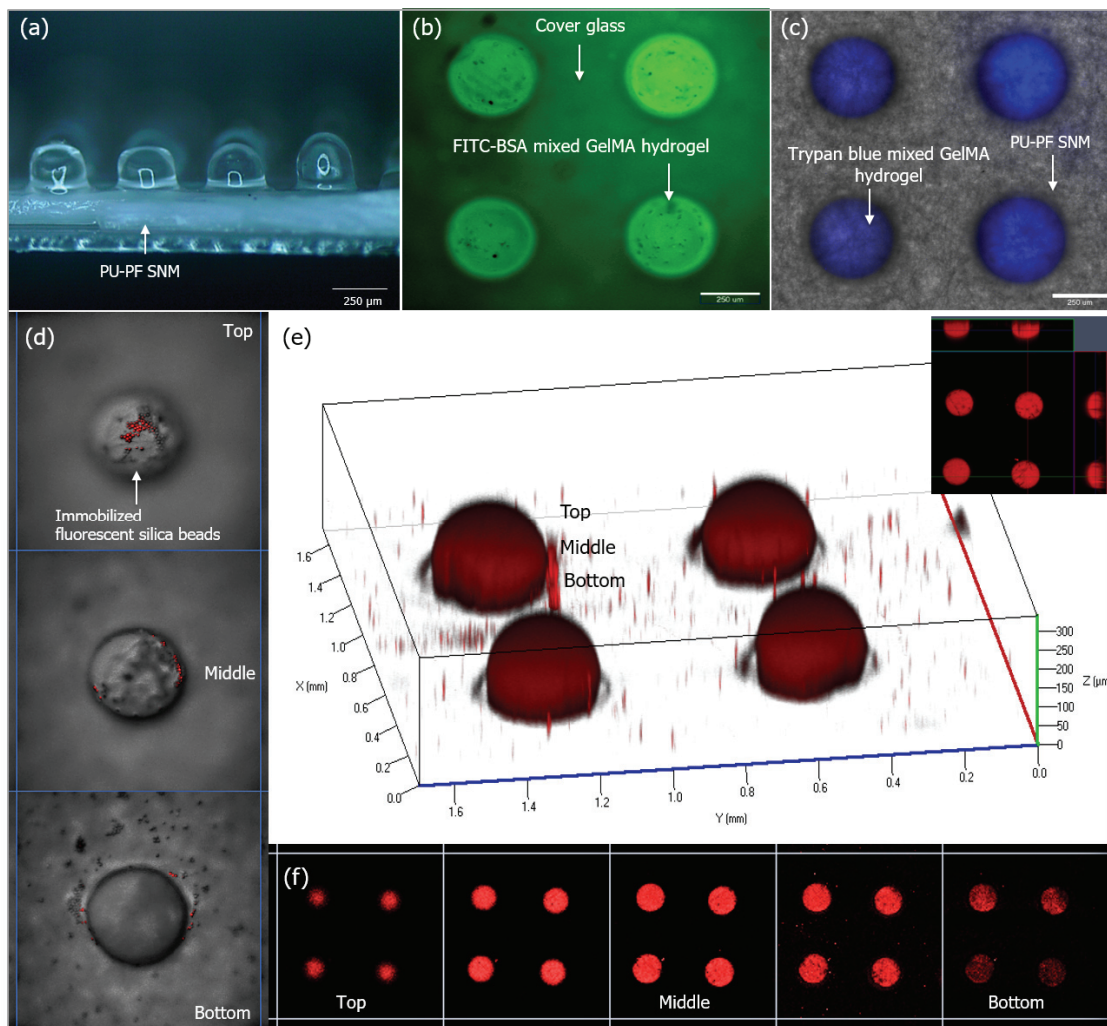 (a)
PU-PF SNM
250 μm
(b)
Cover glass
FITC-BSA mixed GelMA hydrogel
250 um
(c)
Trypan blue mixed GelMA
hydrogel
PU-PF SNM
250 um
(d)
Top
Immobilized
fluorescent silica beads
Middle
Bottom
(e)
Top
Middle
Bottom
1.6
1.4
1.2
1.0
0.8
0.6
0.4
0.2
0.0
X (mm)
1.6
1.4
1.2
1.0
0.8
0.6
0.4
0.2
0.0
Y (mm)
300
250
200
150
100
50
0
Z (μm
(f)
Top
Middle
Bottom